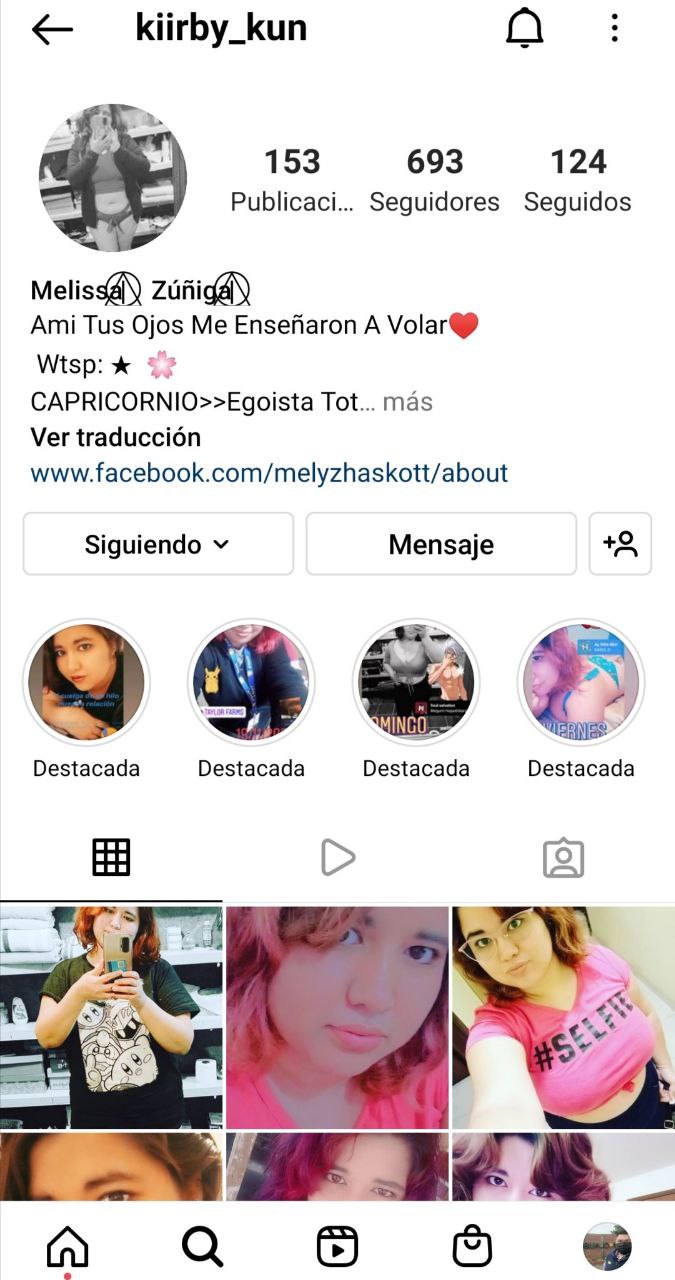 kiirby_kun
153
693
124
Publicaci...
Seguidores
Seguidos
Melissa Zúñiga
Ami Tus Ojos Me Enseñaron A Volar
Wtsp: ★
CAPRICORNIO>>Egoista Tot... más
Ver traducción
www.facebook.com/melyzhaskott/about
Siguiendo
Mensaje
TAYLOR FARMS
DOMINGO
VIERNES
Destacada
Destacada
Destacada
Destacada
#SELFIE